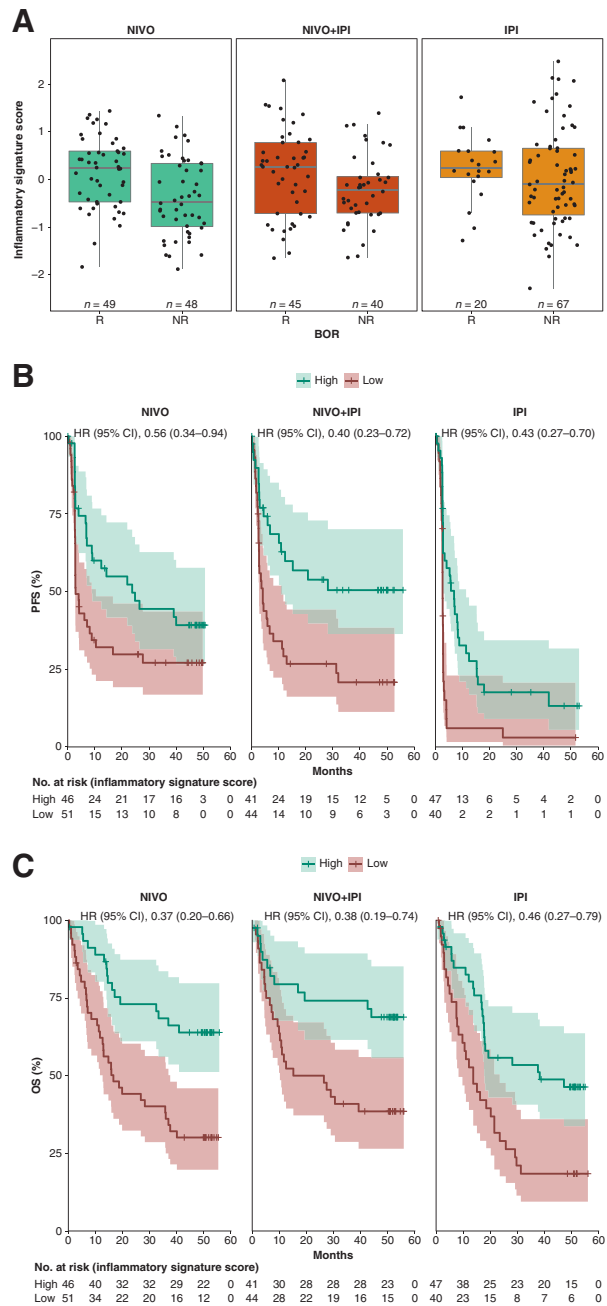 A
NIVO NIVO+IPI IPI
Inflammatory signature score
2
1
0
−1
−2
n = 49 n = 48 n = 45 n = 40 n = 20 n = 67
R NR R NR R NR
BOR
B
High Low
NIVO NIVO+IPI IPI
HR (95% CI), 0.56 (0.34–0.94) HR (95% CI), 0.40 (0.23–0.72) HR (95% CI), 0.43 (0.27–0.70)
PFS (%)
100
75
50
25
0
0 10 20 30 40 50 60 0 10 20 30 40 50 60 0 10 20 30 40 50 60
Months
No. at risk (inflammatory signature score)
High 46 24 21 17 16 3 0 41 24 19 15 12 5 0 47 13 6 5 4 2 0
Low 51 15 13 10 8 0 0 44 14 10 9 6 3 0 40 2 2 1 1 1 0
C
High Low
NIVO NIVO+IPI IPI
HR (95% CI), 0.37 (0.20–0.66) HR (95% CI), 0.38 (0.19–0.74) HR (95% CI), 0.46 (0.27–0.79)
OS (%)
100
75
50
25
0
0 10 20 30 40 50 60 0 10 20 30 40 50 60 0 10 20 30 40 50 60
Months
No. at risk (inflammatory signature score)
High 46 40 32 32 29 22 0 41 30 28 28 28 23 0 47 38 25 23 20 15 0
Low 51 34 22 20 16 12 0 44 28 22 19 16 15 0 40 23 15 8 7 6 0